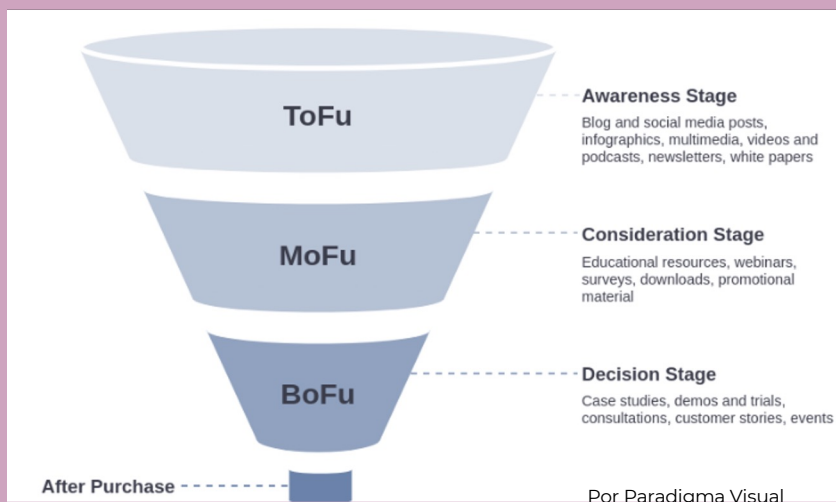 ToFu
Awareness Stage
Blog and social media posts,
infographics, multimedia, videos and
podcasts, newsletters, white papers
MoFu
Consideration Stage
Educational resources, webinars,
surveys, downloads, promotional
material
BoFu
Decision Stage
Case studies, demos and trials,
consultations, customer stories, events
After Purchase
Por Paradigma Visual